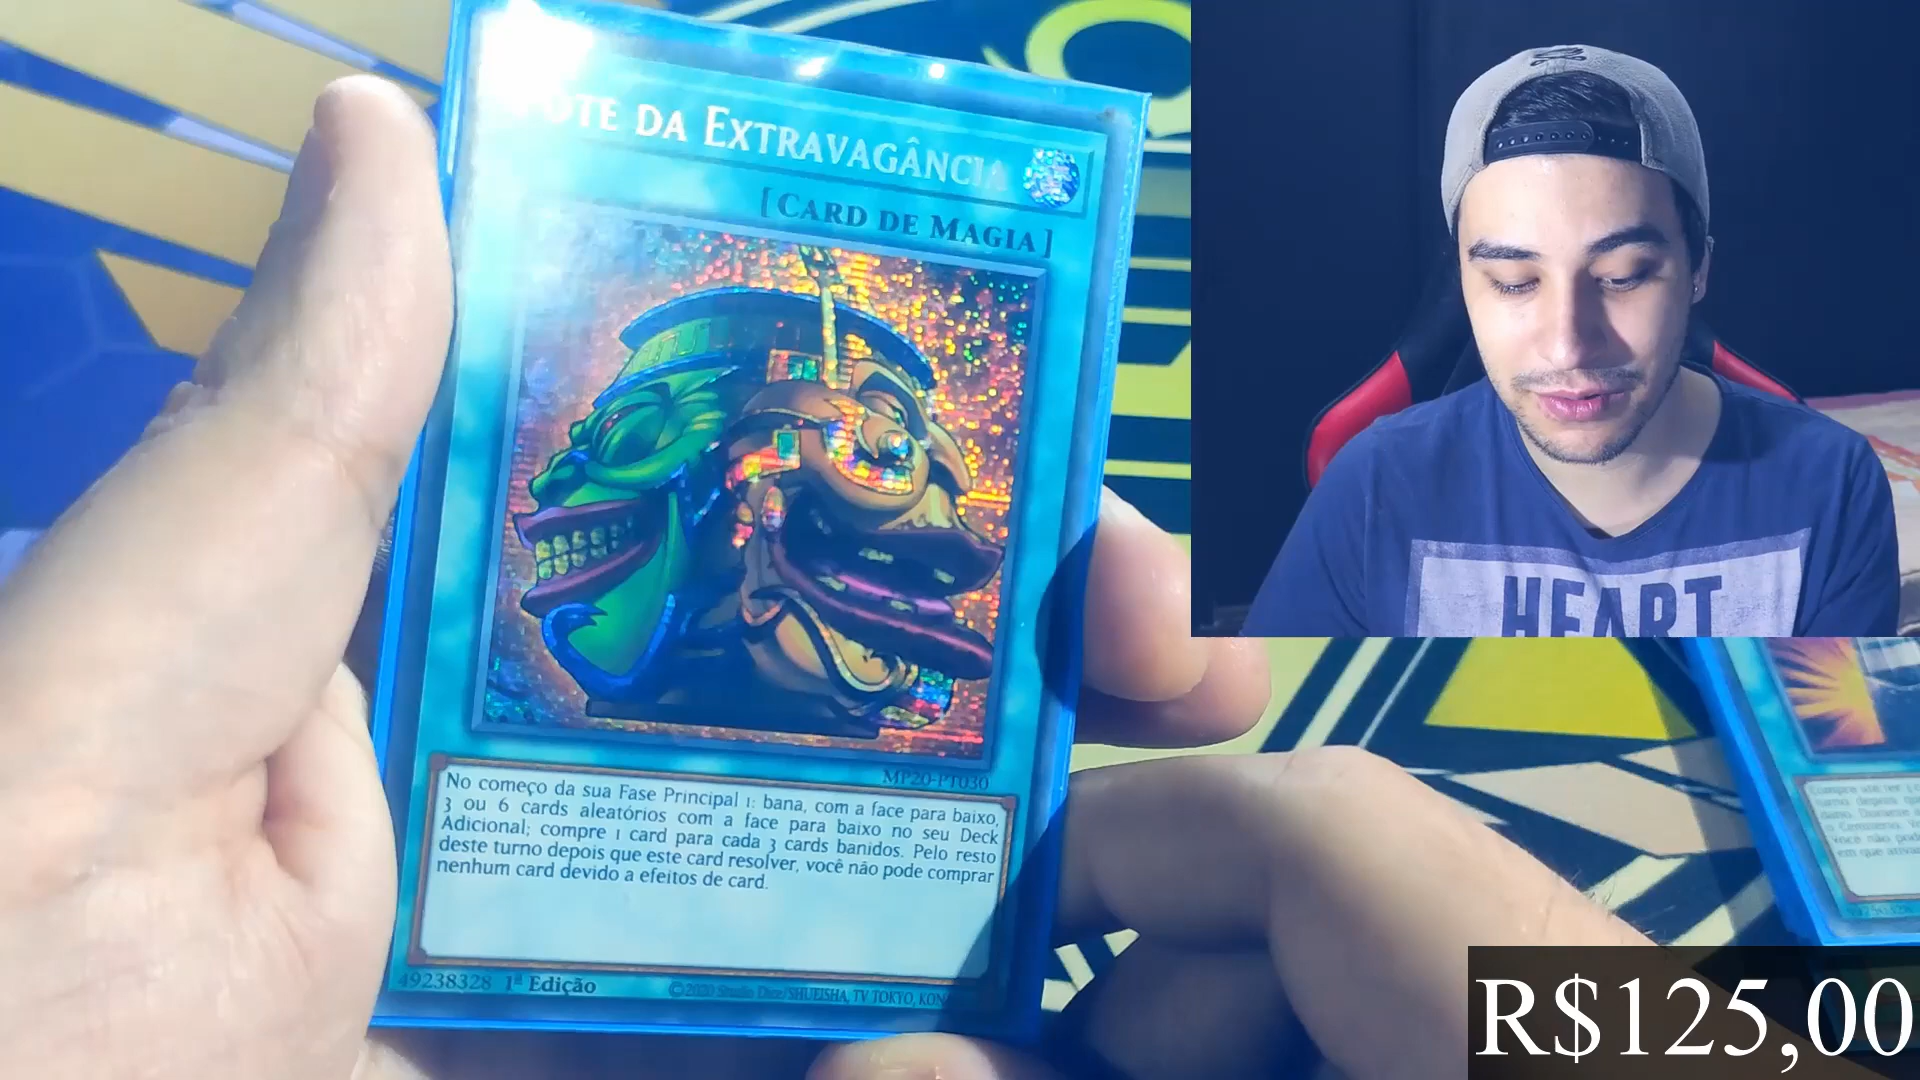 Pote da Extravagância
[Card de Magia]
MP20-PT030
No começo da sua Fase Principal 1: bana, com a face para baixo,
3 ou 6 cards aleatórios com a face para baixo no seu Deck
Adicional; compre 1 card para cada 3 cards banidos. Pelo resto
deste turno depois que este card resolver, você não pode comprar
nenhum card devido a efeitos de card.
49238328 1ª Edição
©2020 Studio Dice/SHUEISHA, TV TOKYO, KON
HEART
em que
R$125,00